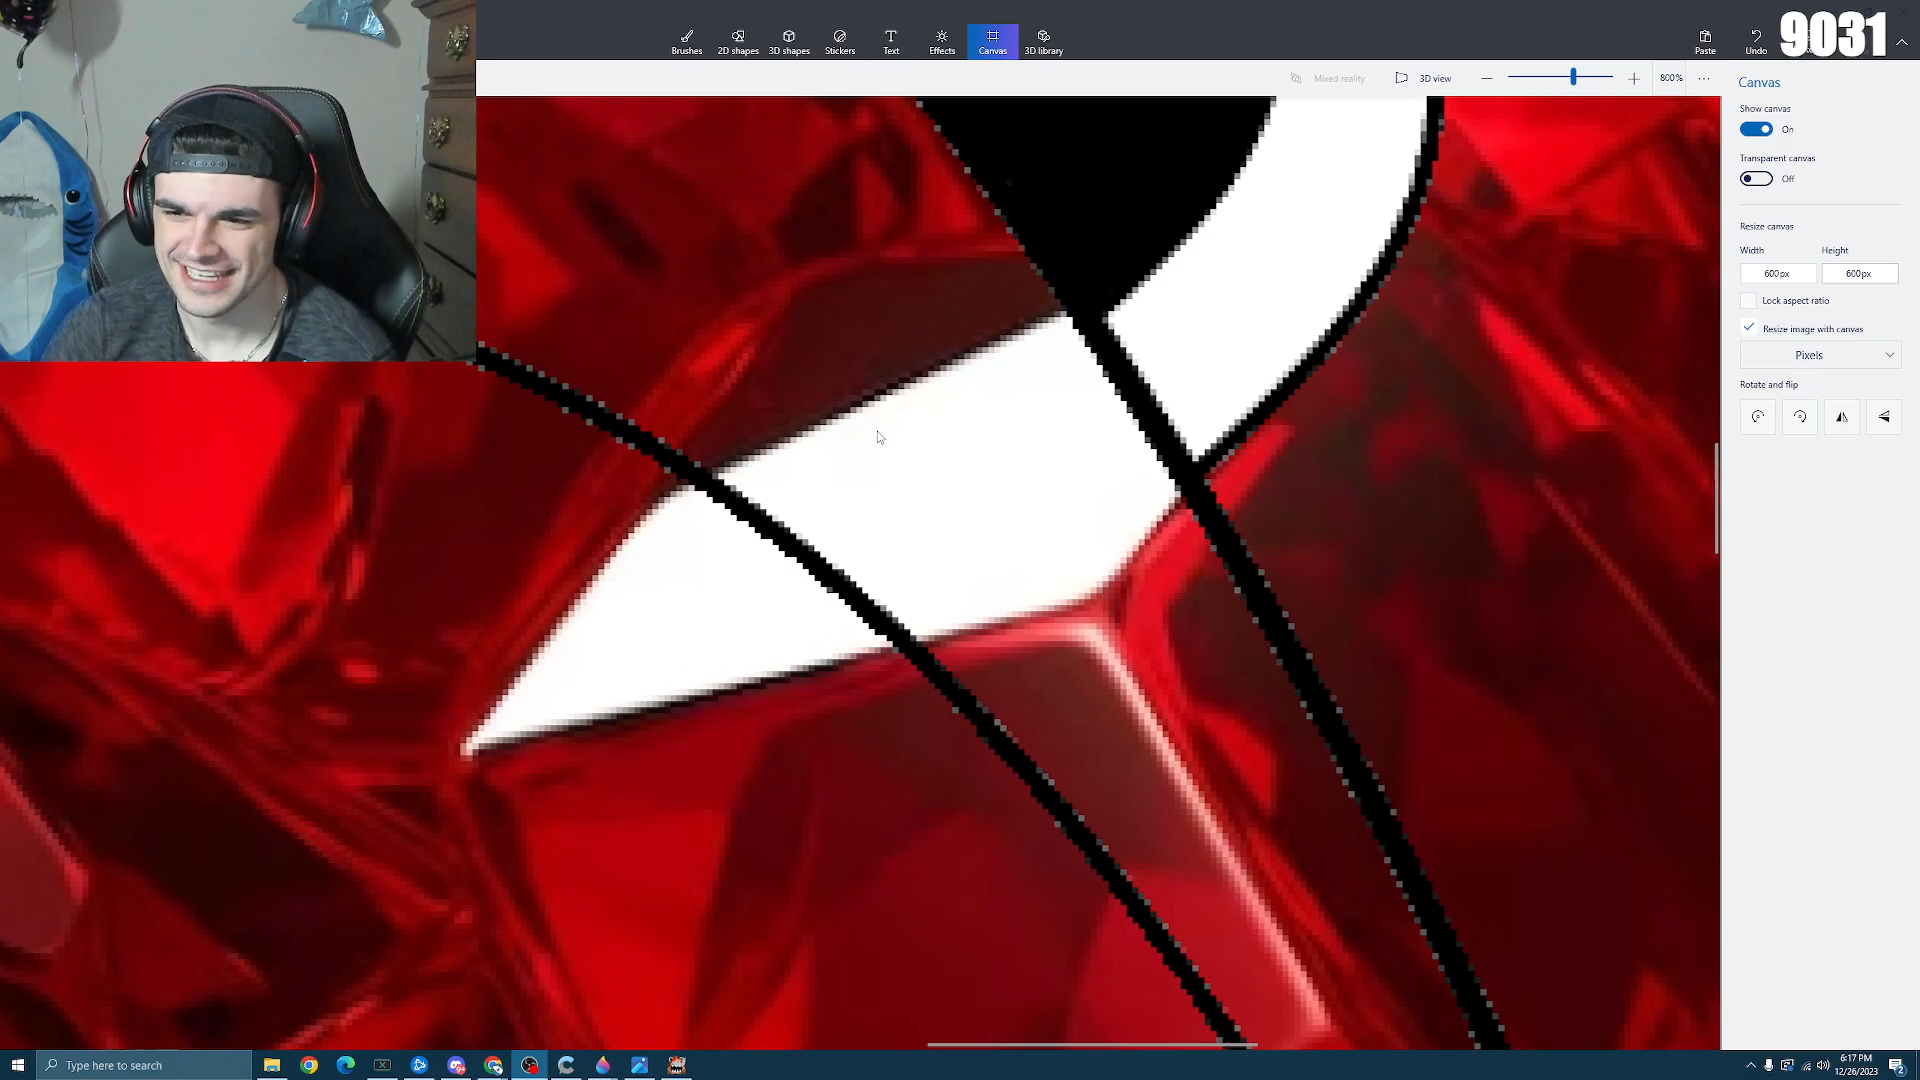 Brushes
2D shapes
3D shapes
Stickers
Text
Effects
Canvas
3D library
Paste
Undo
9031
Mixed reality
3D view
800%
Canvas
Show canvas
On
Transparent canvas
Off
Resize canvas
Width
Height
600px
600px
Lock aspect ratio
Resize image with canvas
Pixels
Rotate and flip
Type here to search
6:17 PM
12/26/2023
2